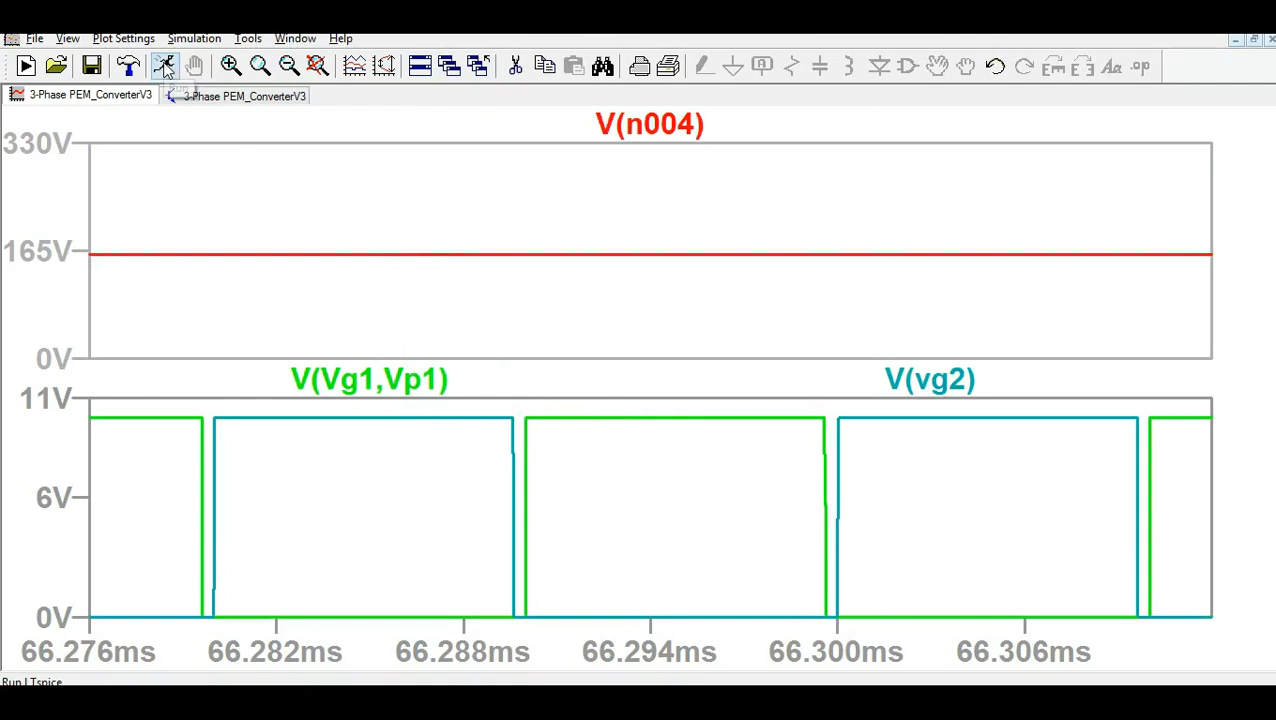 File View Plot Settings Simulation Tools Window Help
3-Phase PEM_ConverterV3 3-Phase PEM_ConverterV3
V(n004)
330V
165V
0V
V(Vg1,Vp1) V(vg2)
11V
6V
0V
66.276ms 66.282ms 66.288ms 66.294ms 66.300ms 66.306ms
Run LTspice